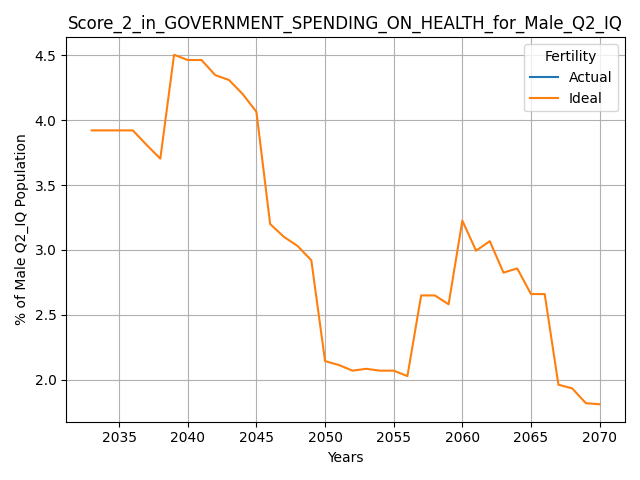 Score_2_in_GOVERNMENT_SPENDING_ON_HEALTH_for_Male_Q2_IQ
Fertility
Actual
Ideal
% of Male Q2_IQ Population
4.5
4.0
3.5
3.0
2.5
2.0
2035 2040 2045 2050 2055 2060 2065 2070
Years